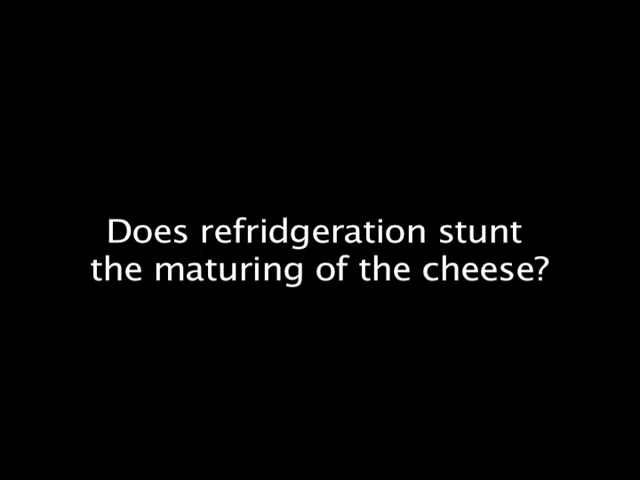 Does refridgeration stunt
the maturing of the cheese?